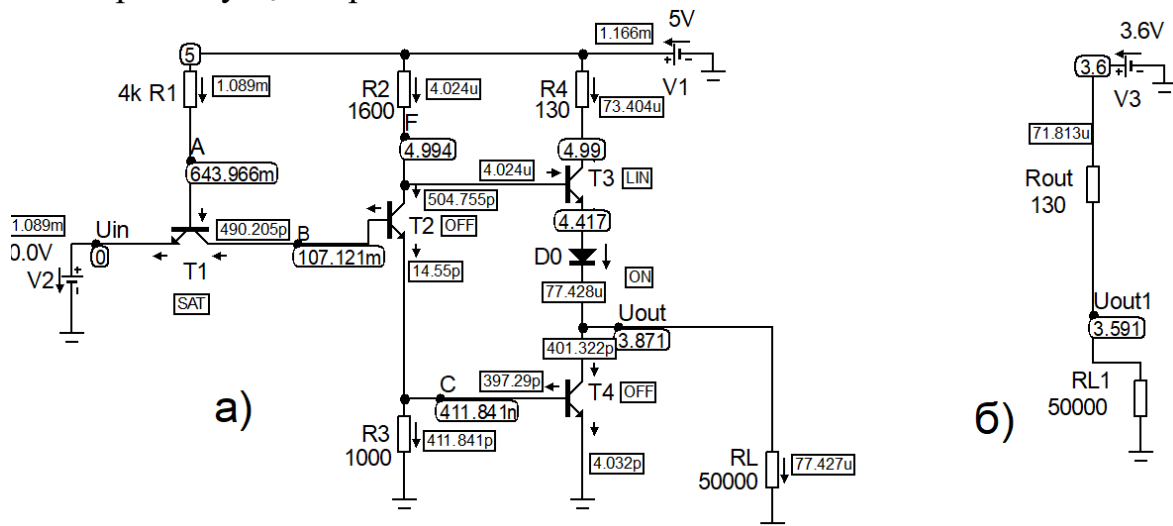 5V
1.166m
5
4k R1
1.089m
R2
1600
4.024u
R4
130
73.404u
V1
F
4.994
4.99
A
643.966m
4.024u
T3
LIN
504.755p
4.417
1.089m
Uin
490.205p
B
T2
OFF
0.0V
0
107.121m
D0
V2
T1
14.55p
ON
SAT
77.428u
Uout
3.871
401.322p
а)
C
397.29p
T4
OFF
411.841n
R3
1000
411.841p
4.032p
RL
50000
77.427u
3.6V
3.6
V3
71.813u
Rout
130
Uout1
3.591
RL1
50000
б)